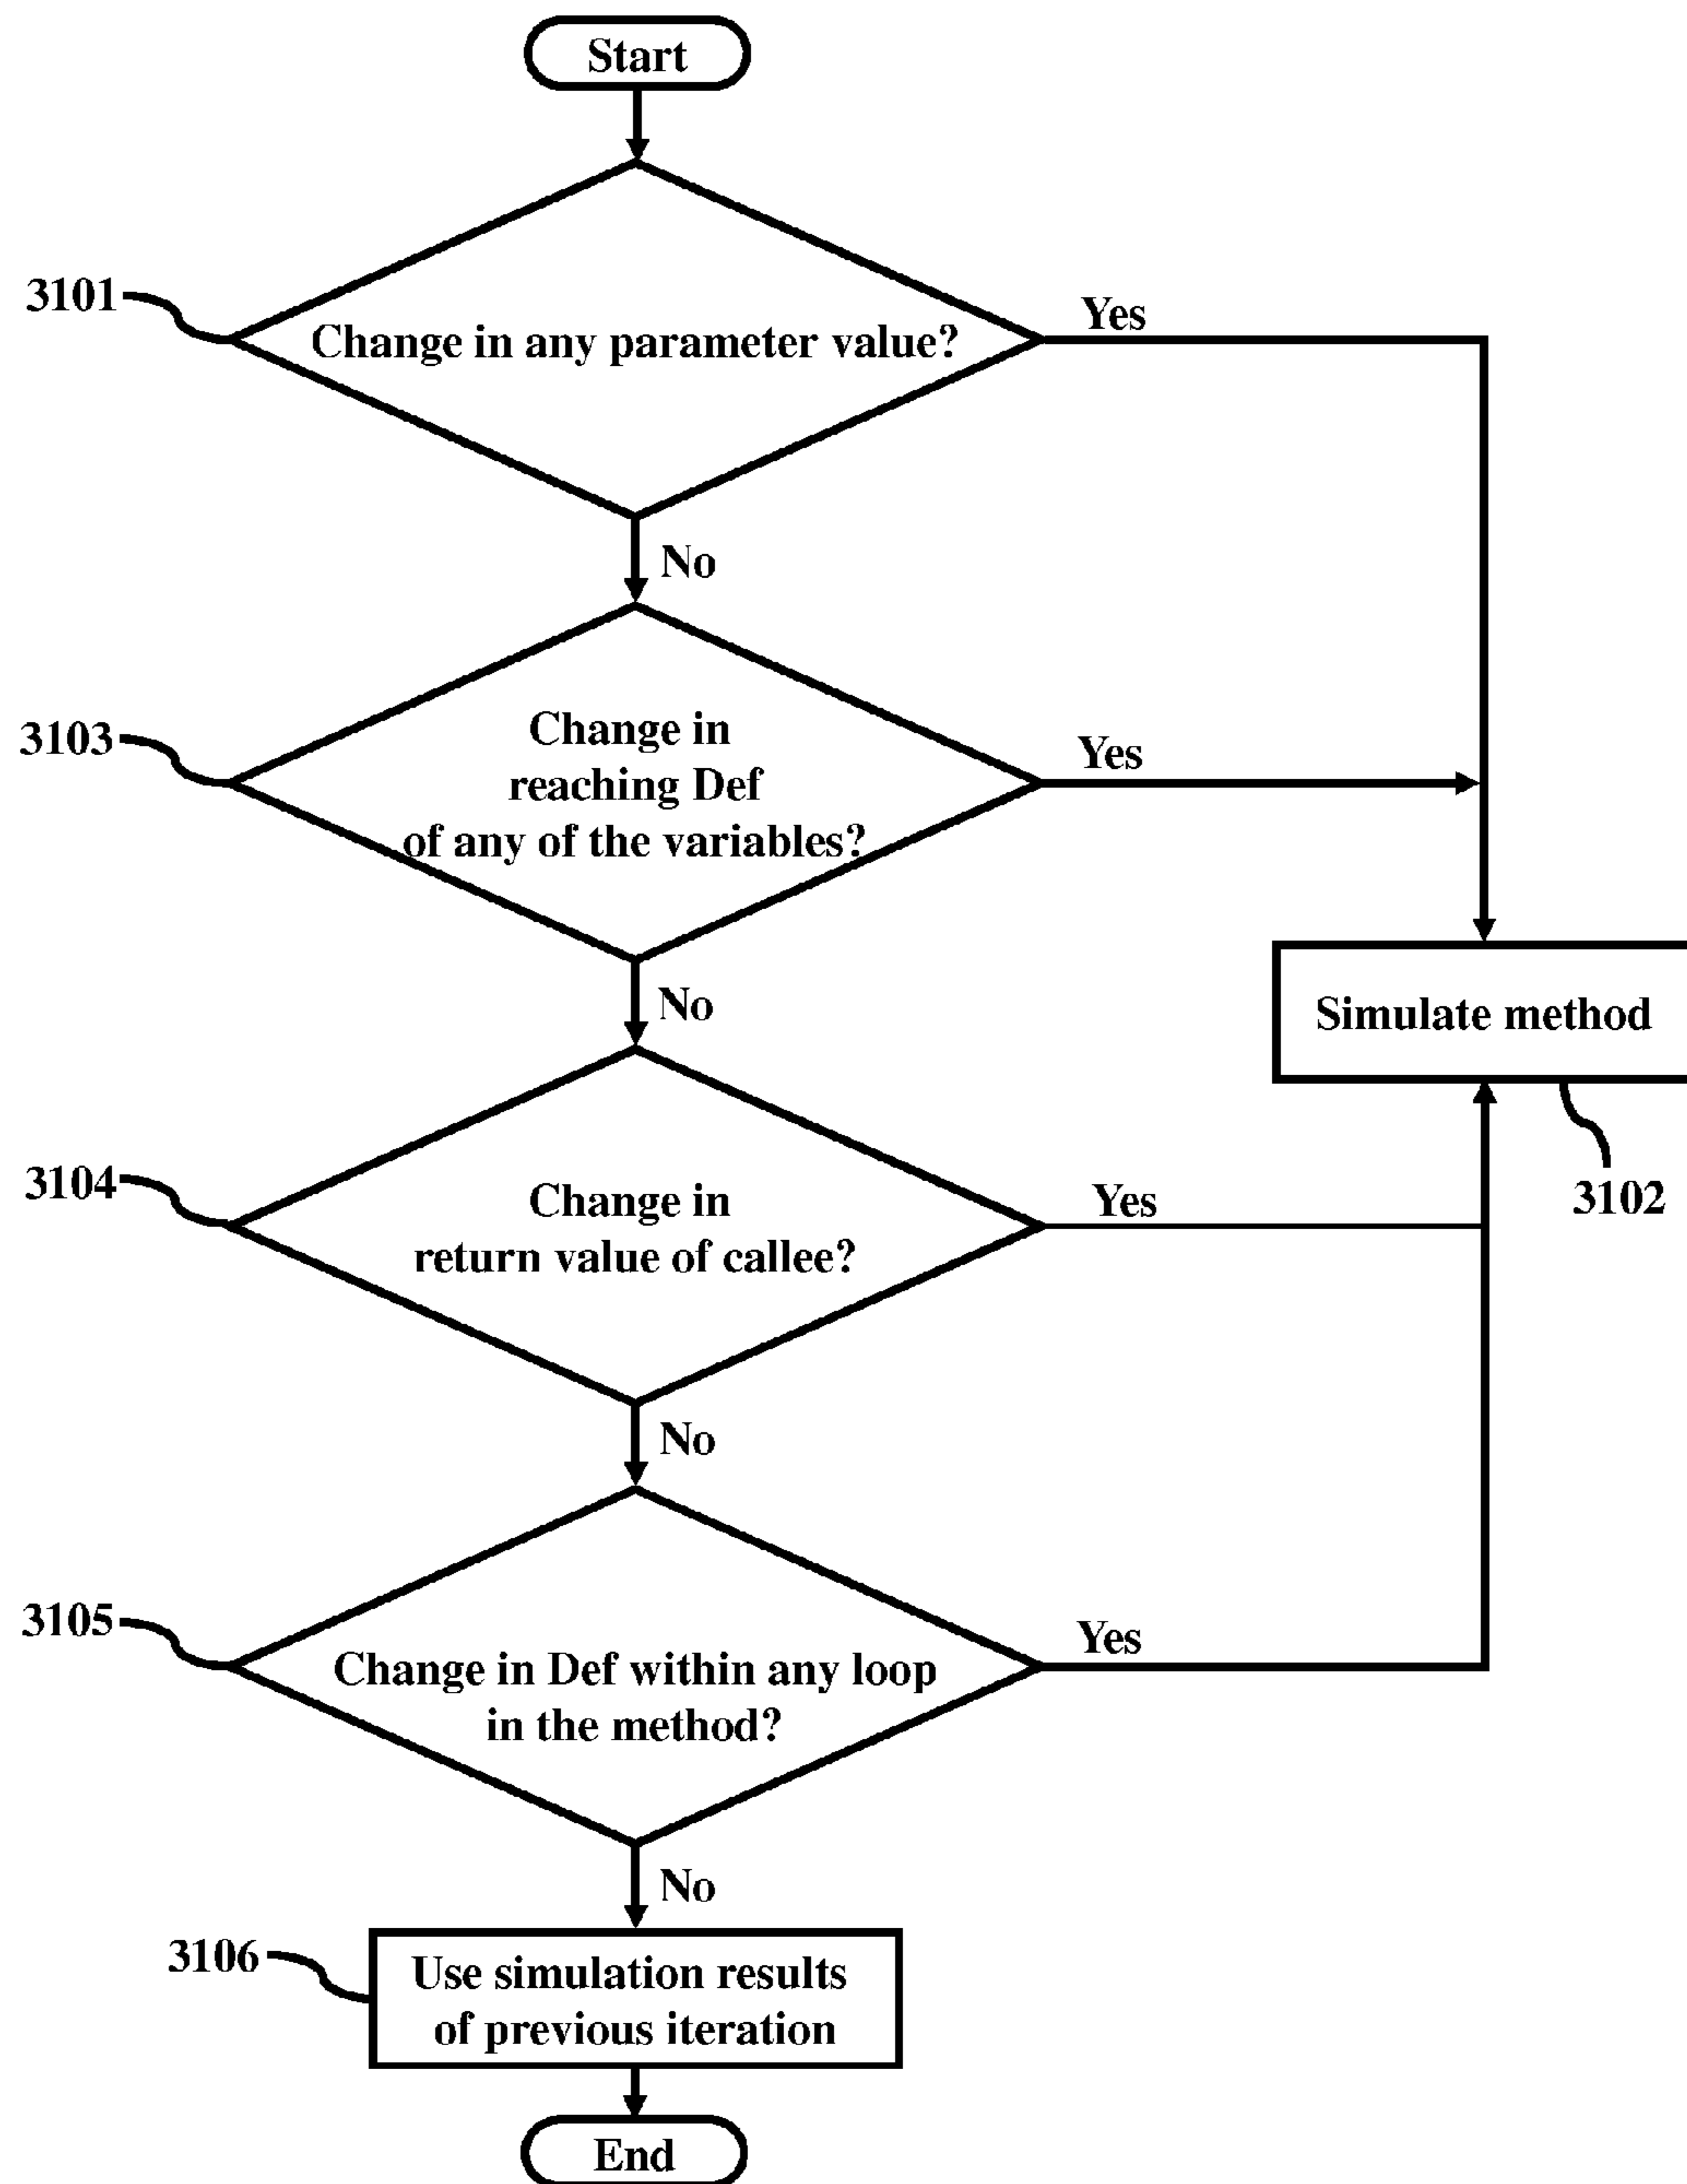 Start
3101
Change in any parameter value?
Yes
No
3103
Change in
reaching Def
of any of the variables?
Yes
No
Simulate method
3102
3104
Change in
return value of callee?
Yes
No
3105
Change in Def within any loop
in the method?
Yes
No
3106
Use simulation results
of previous iteration
End